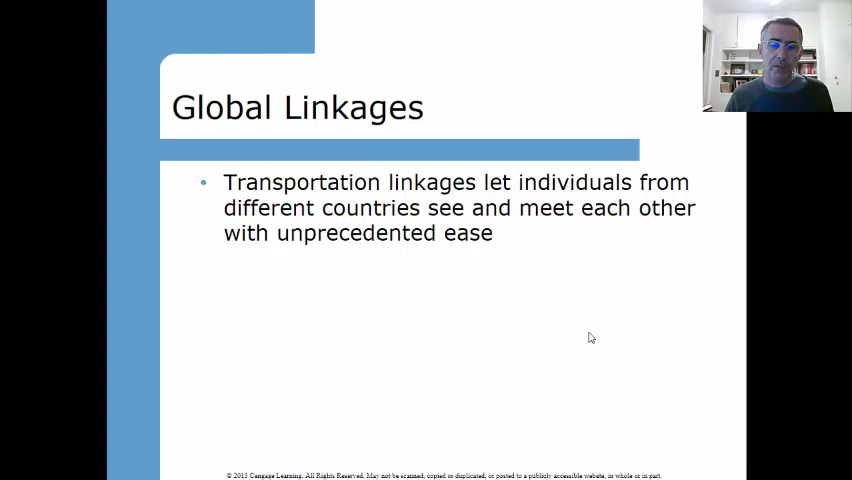 Global Linkages
• Transportation linkages let individuals from
different countries see and meet each other
with unprecedented ease
© 2013 Cengage Learning. All Rights Reserved. May not be scanned, copied or duplicated, or posted to a publicly accessible website, in whole or in part.